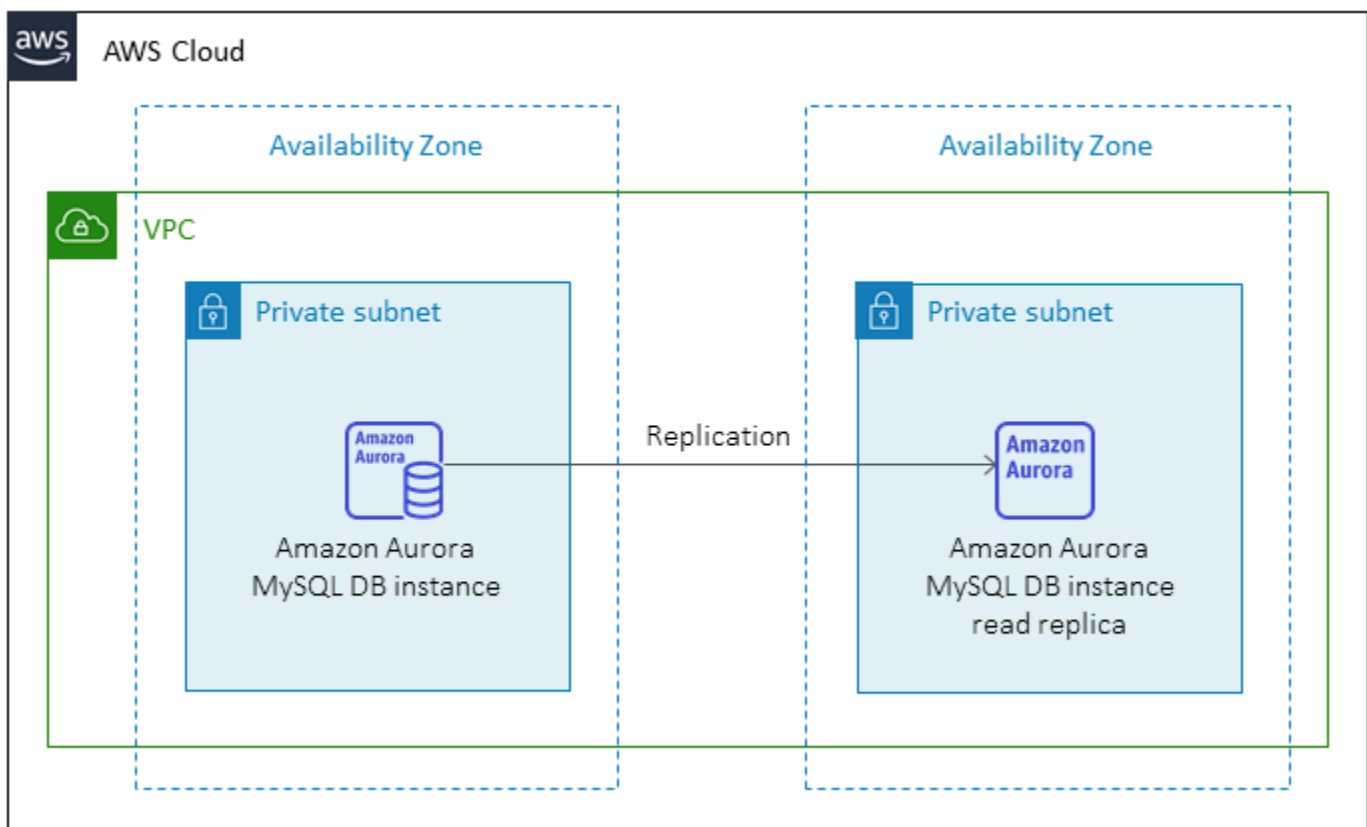 aws
AWS Cloud
Availability Zone
Availability Zone
VPC
Private subnet
Private subnet
Amazon
Aurora
Replication
Amazon
Aurora
Amazon Aurora
MySQL DB instance
Amazon Aurora
MySQL DB instance
read replica